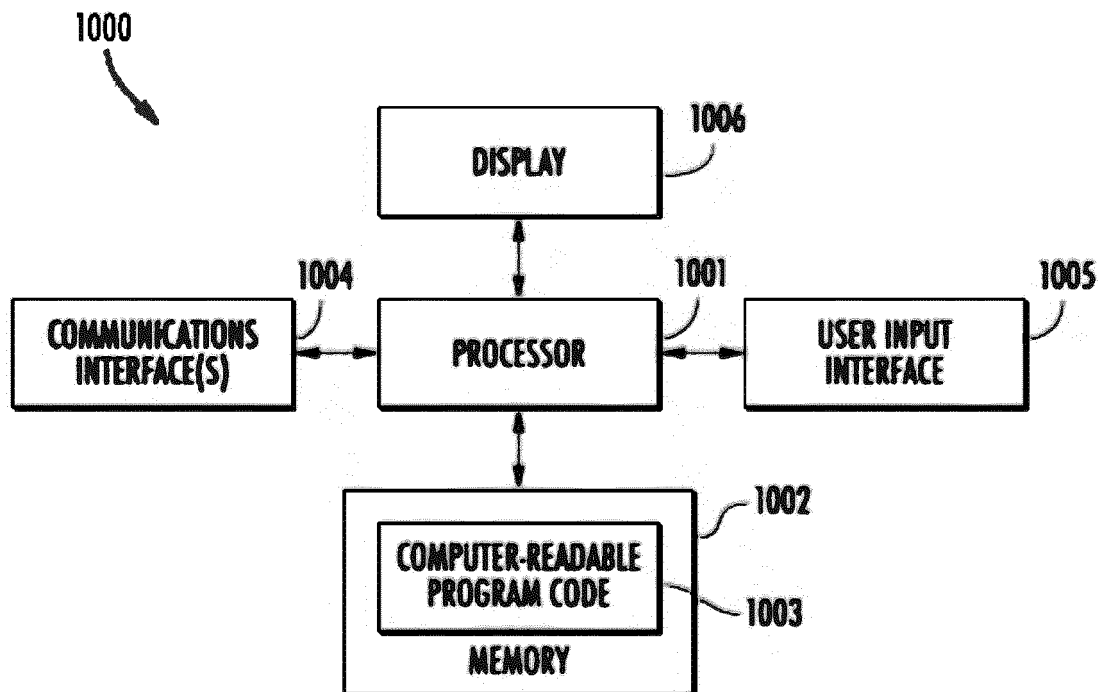 1000
DISPLAY
1006
COMMUNICATIONS
INTERFACE(S)
1004
PROCESSOR
1001
USER INPUT
INTERFACE
1005
1002
COMPUTER-READABLE
PROGRAM CODE
1003
MEMORY